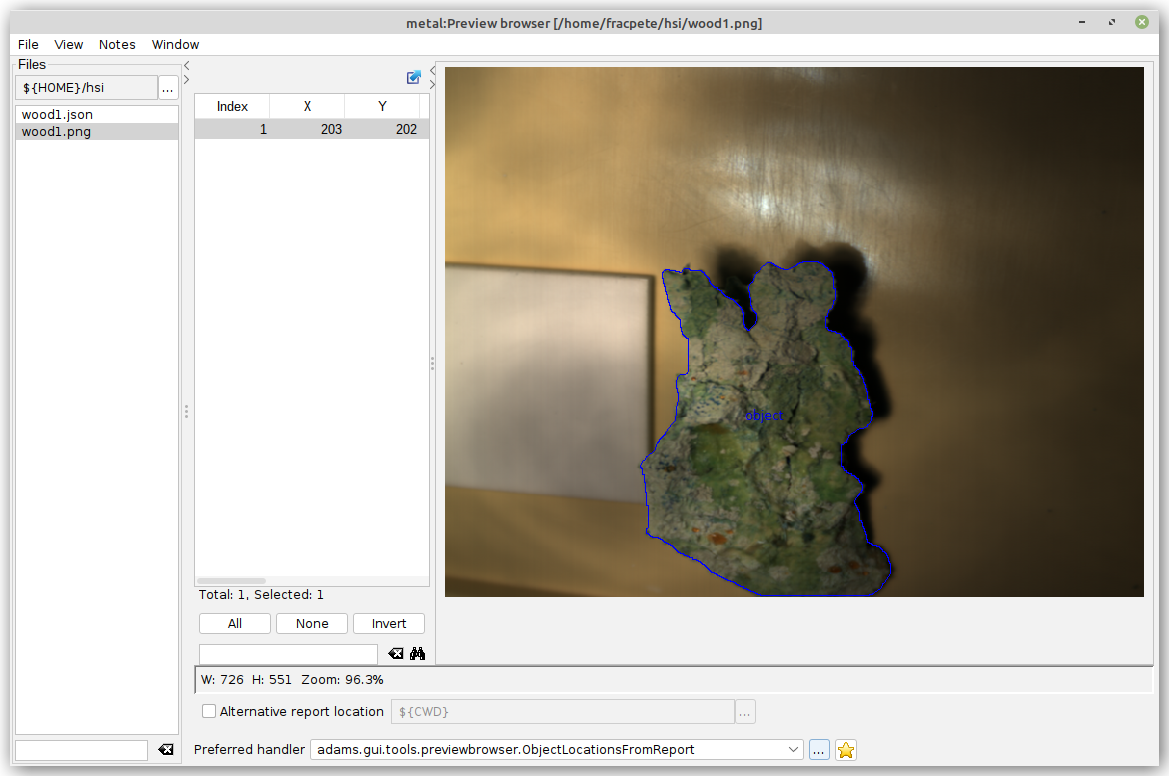 metal:Preview browser [/home/fracpete/hsi/wood1.png]
File View Notes Window
Files
${HOME}/hsi
...
wood1.json
wood1.png
Index X Y
1 203 202
object
Total: 1, Selected: 1
All None Invert
W: 726 H: 551 Zoom: 96.3%
Alternative report location ${CWD} ...
Preferred handler adams.gui.tools.previewbrowser.ObjectLocationsFromReport ...